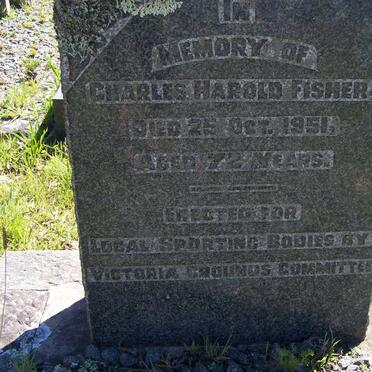 IN
MEMORY OF
CHARLES HAROLD FISHER.
DIED 25 OCT. 1951.
AGED 72 YEARS.
ERECTED FOR
LOCAL SPORTING BODIES BY
VICTORIA GROUNDS COMMITTEE